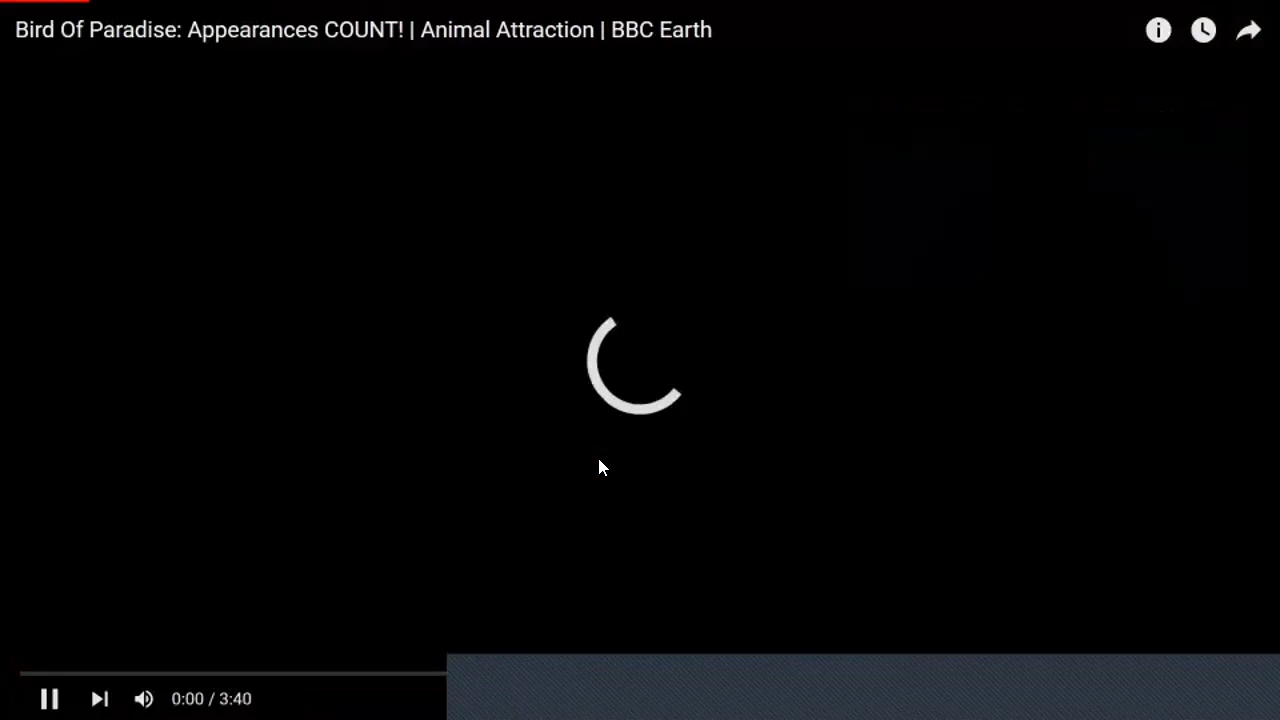 Bird Of Paradise: Appearances COUNT! | Animal Attraction | BBC Earth
0:00 / 3:40